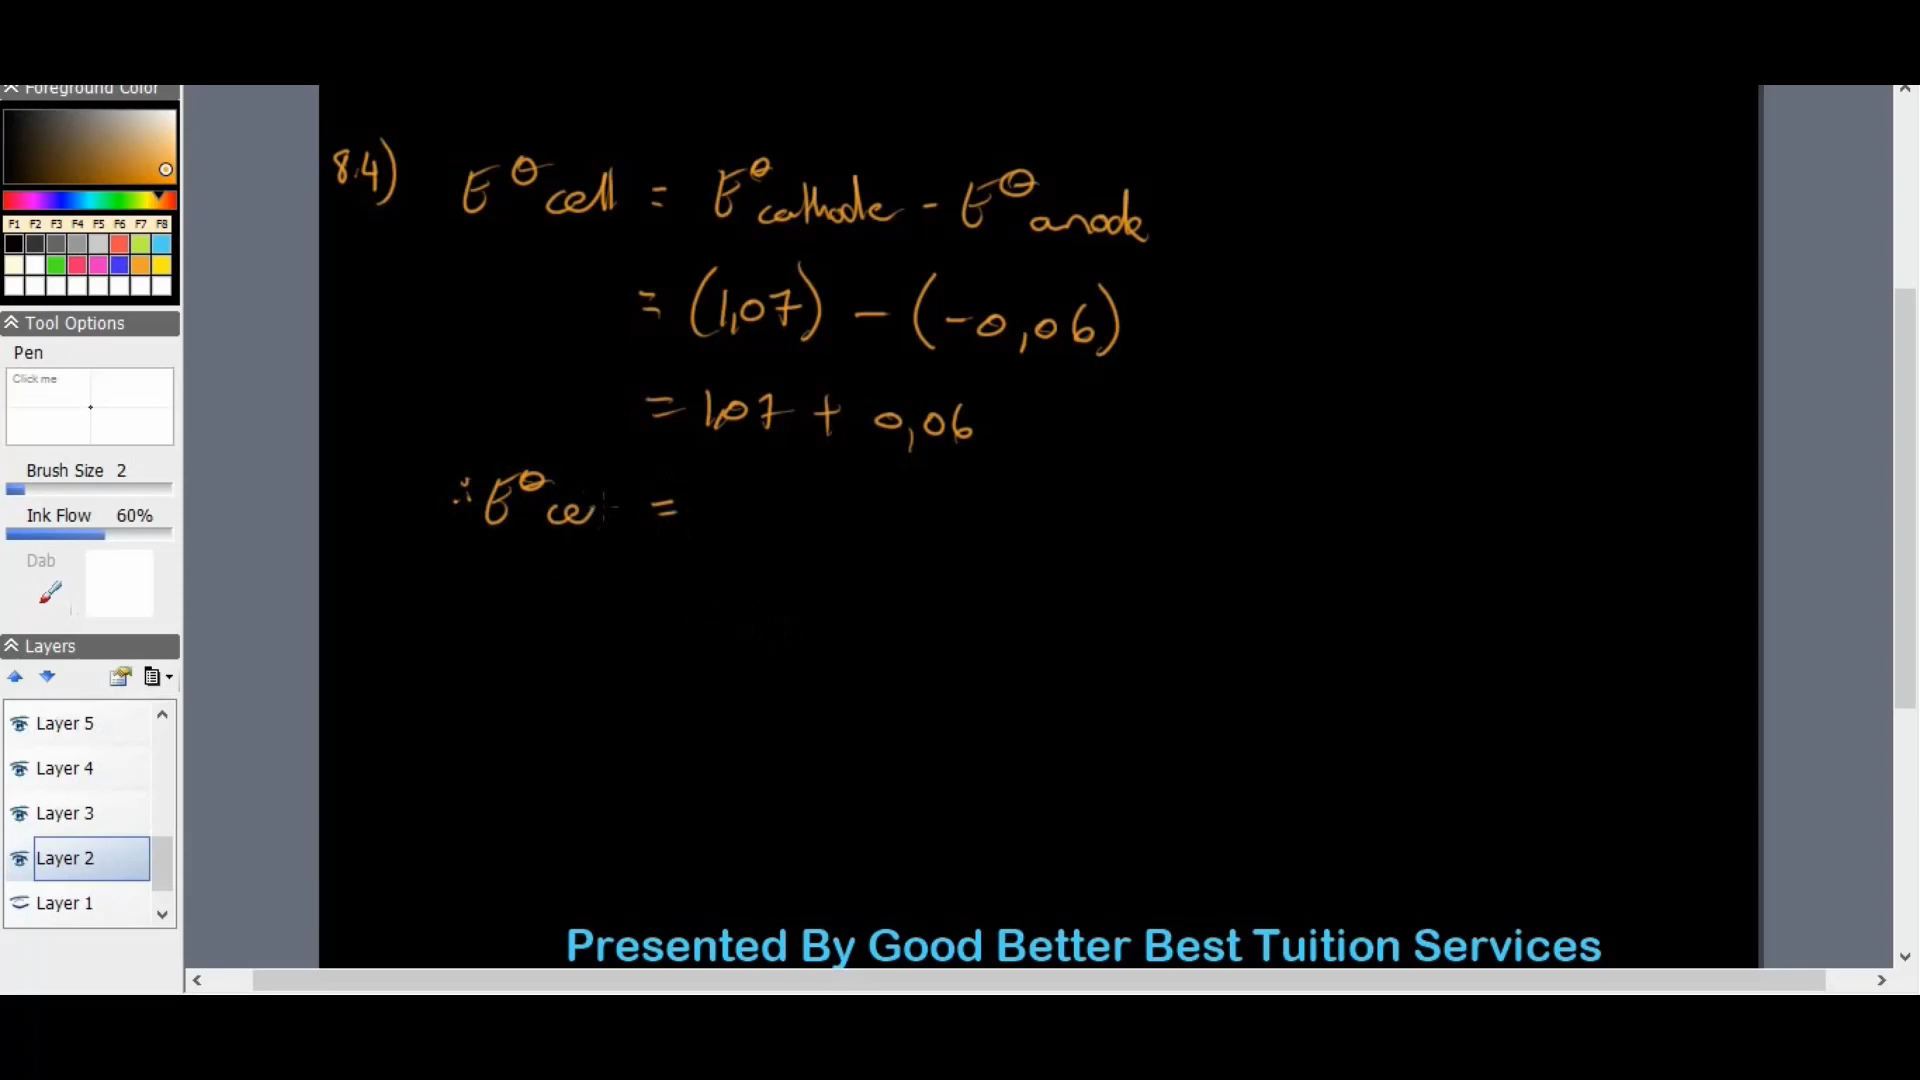 Foreground Color
F1 F2 F3 F4 F5 F6 F7 F8
Tool Options
Pen
Click me
Brush Size 2
Ink Flow 60%
Dab
Layers
Layer 5
Layer 4
Layer 3
Layer 2
Layer 1
8.4) E⊖cell = E⊖cathode - E⊖anode
= (1,07) - (-0,06)
= 1,07 + 0,06
∴ E⊖ce =
Presented By Good Better Best Tuition Services